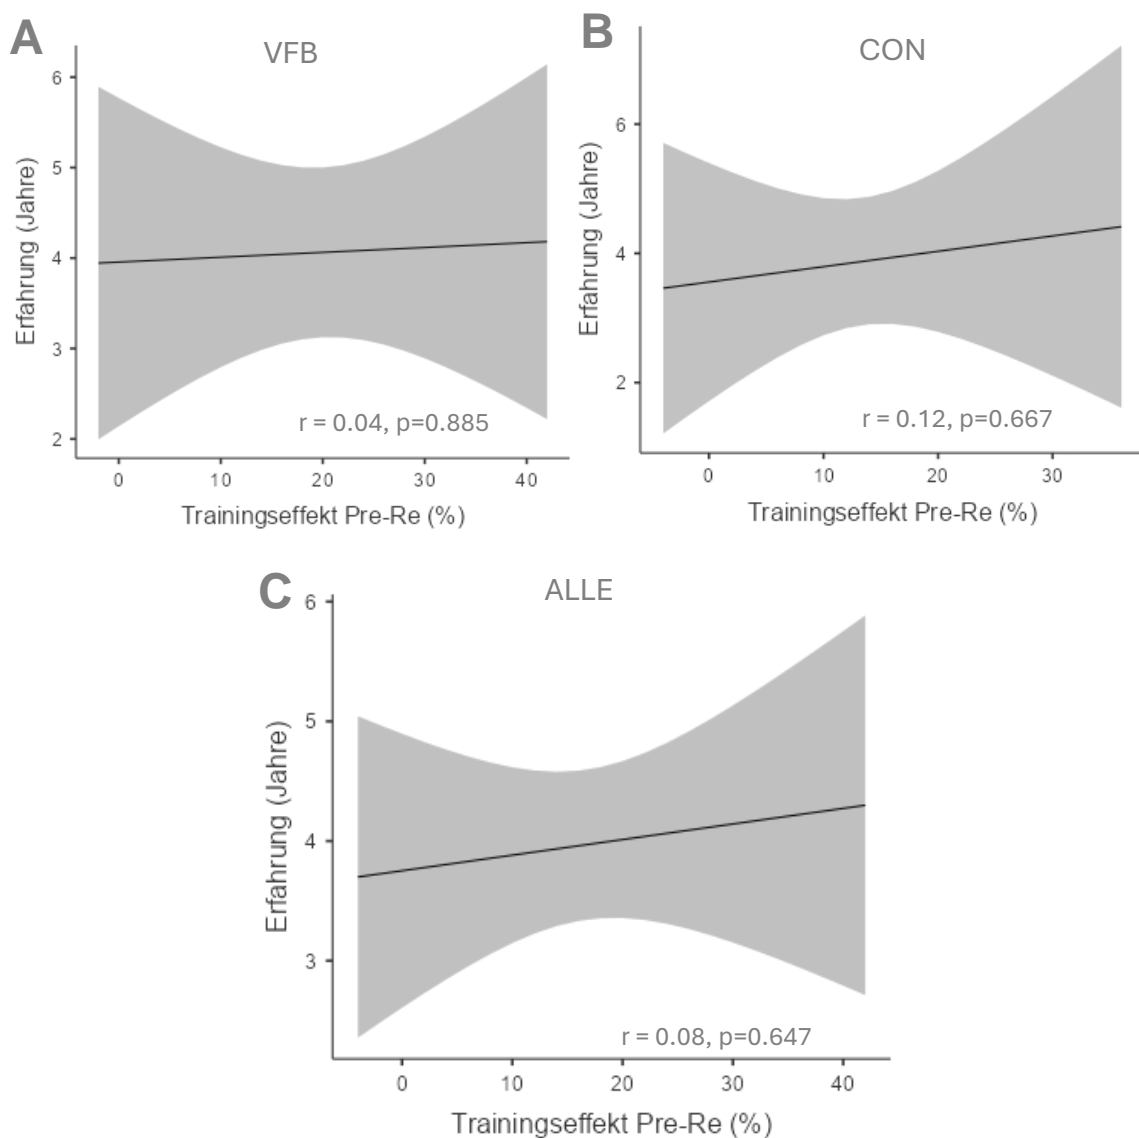 A
VFB
6
5
4
3
2
Erfahrung (Jahre)
r = 0.04, p=0.885
0 10 20 30 40
Trainingseffekt Pre-Re (%)
B
CON
6
4
2
Erfahrung (Jahre)
r = 0.12, p=0.667
0 10 20 30
Trainingseffekt Pre-Re (%)
C
ALLE
6
5
4
3
Erfahrung (Jahre)
r = 0.08, p=0.647
0 10 20 30 40
Trainingseffekt Pre-Re (%)